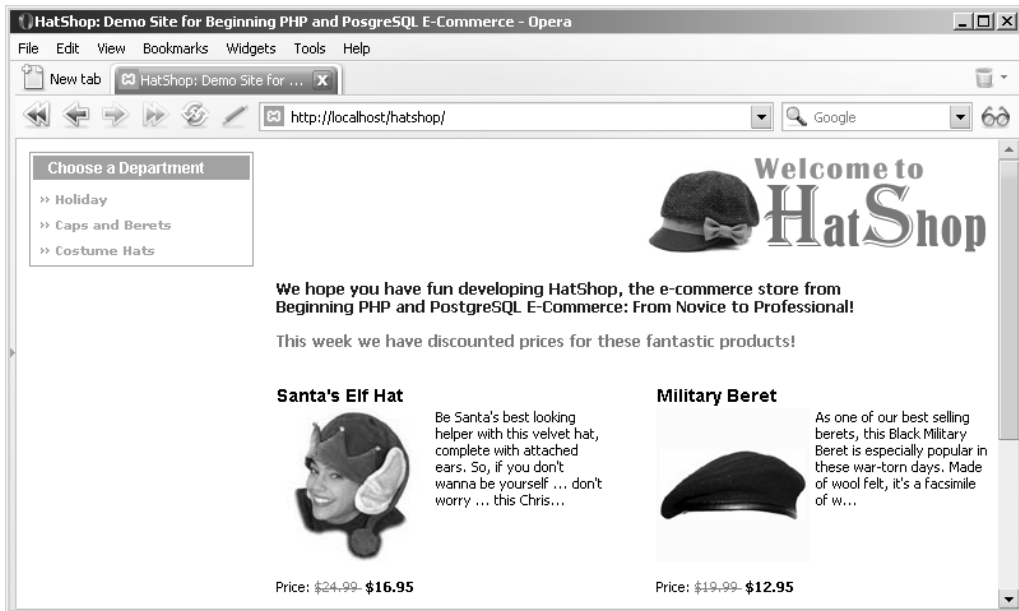 HatShop: Demo Site for Beginning PHP and PosgreSQL E-Commerce - Opera
File Edit View Bookmarks Widgets Tools Help
New tab HatShop: Demo Site for ...
http://localhost/hatshop/ Google
Choose a Department
» Holiday
» Caps and Berets
» Costume Hats
Welcome to
HatShop
We hope you have fun developing HatShop, the e-commerce store from
Beginning PHP and PostgreSQL E-Commerce: From Novice to Professional!
This week we have discounted prices for these fantastic products!
Santa's Elf Hat
Be Santa's best looking
helper with this velvet hat,
complete with attached
ears. So, if you don't
wanna be yourself ... don't
worry ... this Chris...
Price: $24.99 $16.95
Military Beret
As one of our best selling
berets, this Black Military
Beret is especially popular in
these war-torn days. Made
of wool felt, it's a facsimile
of w...
Price: $19.99 $12.95